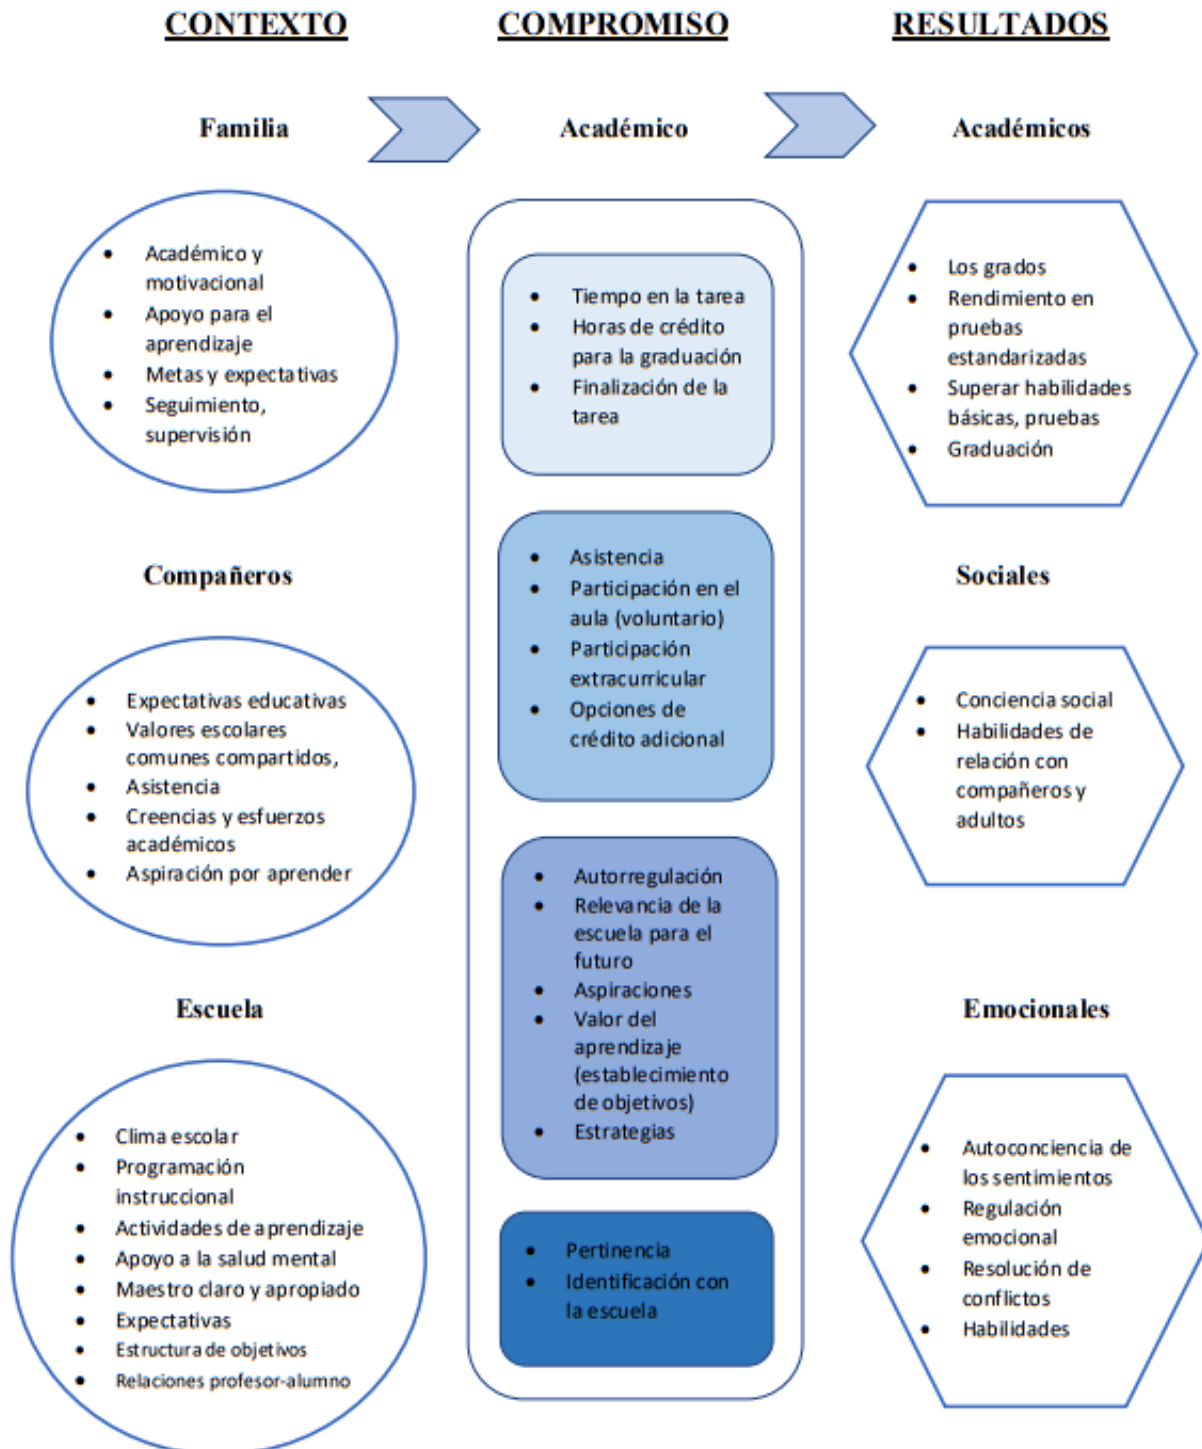 CONTEXTO
COMPROMISO
RESULTADOS
Familia
Académico
Académicos
Académico y
motivacional
Apoyo para el
aprendizaje
Metas y expectativas
Seguimiento,
supervisión
Tiempo en la tarea
Horas de crédito
para la graduación
Finalización de la
tarea
Los grados
Rendimiento en
pruebas
estandarizadas
Superar habilidades
básicas, pruebas
Graduación
Compañeros
Expectativas educativas
Valores escolares
comunes compartidos,
Asistencia
Creencias y esfuerzos
académicos
Aspiración por aprender
Asistencia
Participación en el
aula (voluntario)
Participación
extracurricular
Opciones de
crédito adicional
Sociales
Conciencia social
Habilidades de
relación con
compañeros y
adultos
Autorregulación
Relevancia de la
escuela para el
futuro
Aspiraciones
Valor del
aprendizaje
(establecimiento
de objetivos)
Estrategias
Escuela
Clima escolar
Programación
instruccional
Actividades de aprendizaje
Apoyo a la salud mental
Maestro claro y apropiado
Expectativas
Estructura de objetivos
Relaciones profesor-alumno
Pertinencia
Identificación con
la escuela
Emocionales
Autoconciencia de
los sentimientos
Regulación
emocional
Resolución de
conflictos
Habilidades